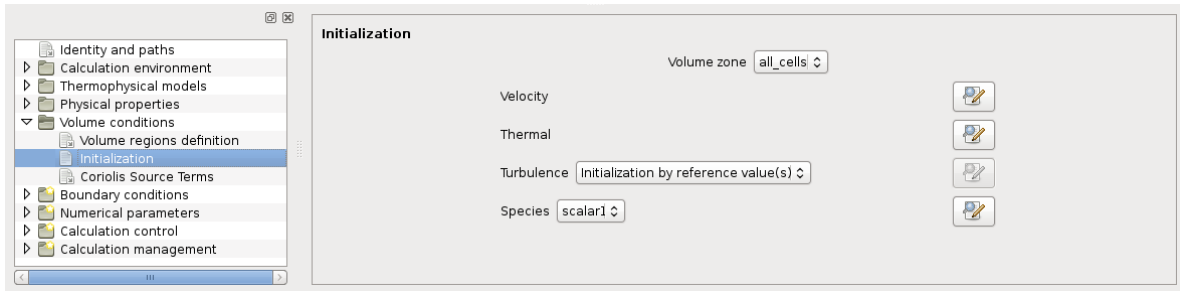 Identity and paths
Calculation environment
Thermophysical models
Physical properties
Volume conditions
Volume regions definition
Initialization
Coriolis Source Terms
Boundary conditions
Numerical parameters
Calculation control
Calculation management
Initialization
Volume zone all_cells
Velocity
Thermal
Turbulence Initialization by reference value(s)
Species scalar1